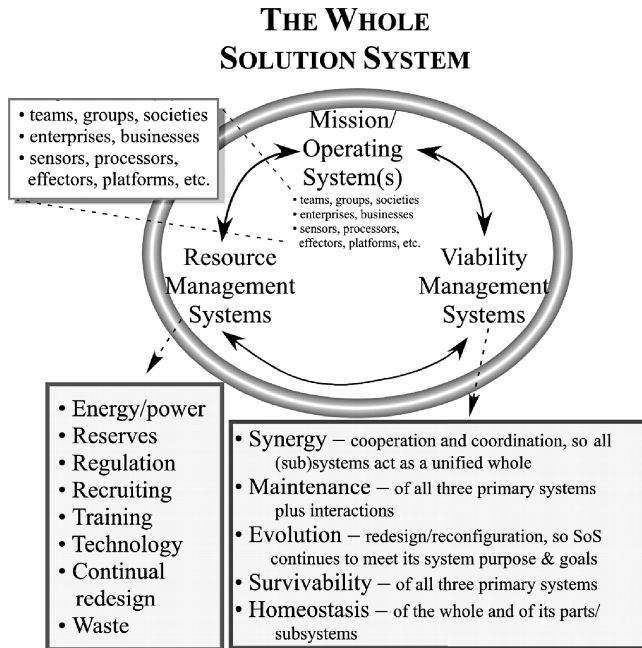 THE WHOLE
SOLUTION SYSTEM
• teams, groups, societies
• enterprises, businesses
• sensors, processors,
effectors, platforms, etc.
Mission/
Operating
System(s)
• teams, groups, societies
• enterprises, businesses
• sensors, processors,
effectors, platforms, etc.
Resource
Management
Systems
Viability
Management
Systems
• Energy/power
• Reserves
• Regulation
• Recruiting
• Training
• Technology
• Continual
redesign
• Waste
• Synergy – cooperation and coordination, so all
(sub)systems act as a unified whole
• Maintenance – of all three primary systems
plus interactions
• Evolution – redesign/reconfiguration, so SoS
continues to meet its system purpose & goals
• Survivability – of all three primary systems
• Homeostasis – of the whole and of its parts/
subsystems